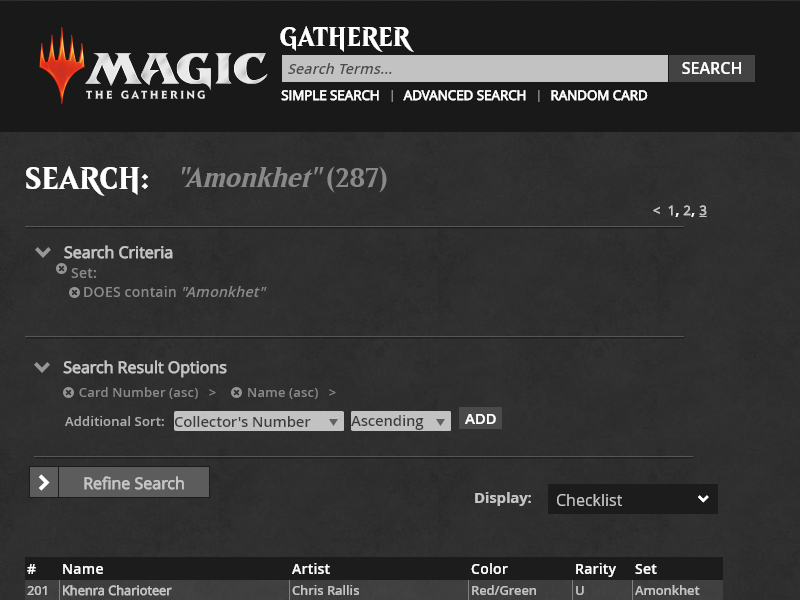 GATHERER
MAGIC
THE GATHERING
Search Terms... SEARCH
SIMPLE SEARCH | ADVANCED SEARCH | RANDOM CARD
SEARCH: "Amonkhet" (287)
< 1, 2, 3
Search Criteria
Set:
DOES contain "Amonkhet"
Search Result Options
Card Number (asc) > Name (asc) >
Additional Sort: Collector's Number Ascending ADD
Refine Search
Display: Checklist
# Name Artist Color Rarity Set
201 Khenra Charioteer Chris Rallis Red/Green U Amonkhet